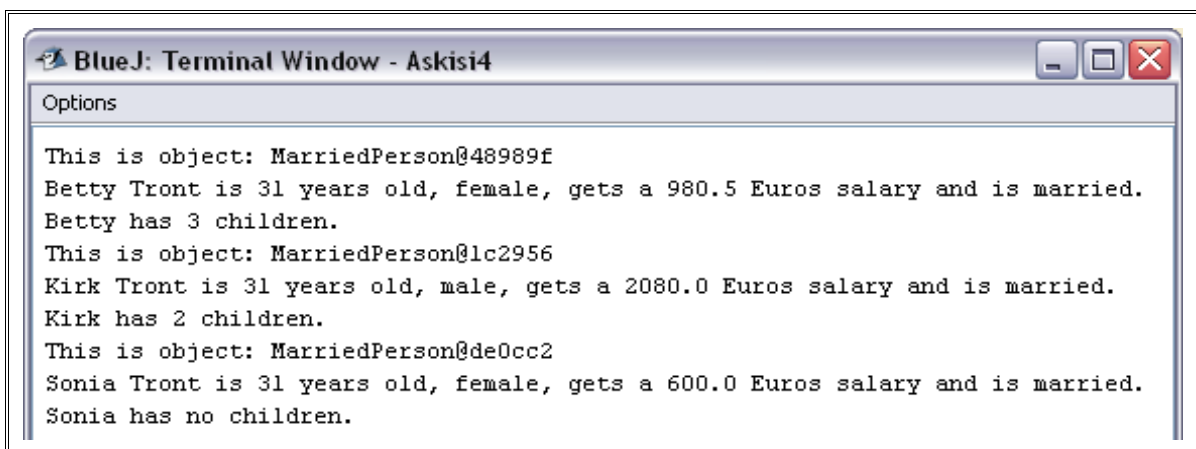 BlueJ: Terminal Window - Askisi4
Options
This is object: MarriedPerson@48989f
Betty Tront is 31 years old, female, gets a 980.5 Euros salary and is married.
Betty has 3 children.
This is object: MarriedPerson@1c2956
Kirk Tront is 31 years old, male, gets a 2080.0 Euros salary and is married.
Kirk has 2 children.
This is object: MarriedPerson@de0cc2
Sonia Tront is 31 years old, female, gets a 600.0 Euros salary and is married.
Sonia has no children.